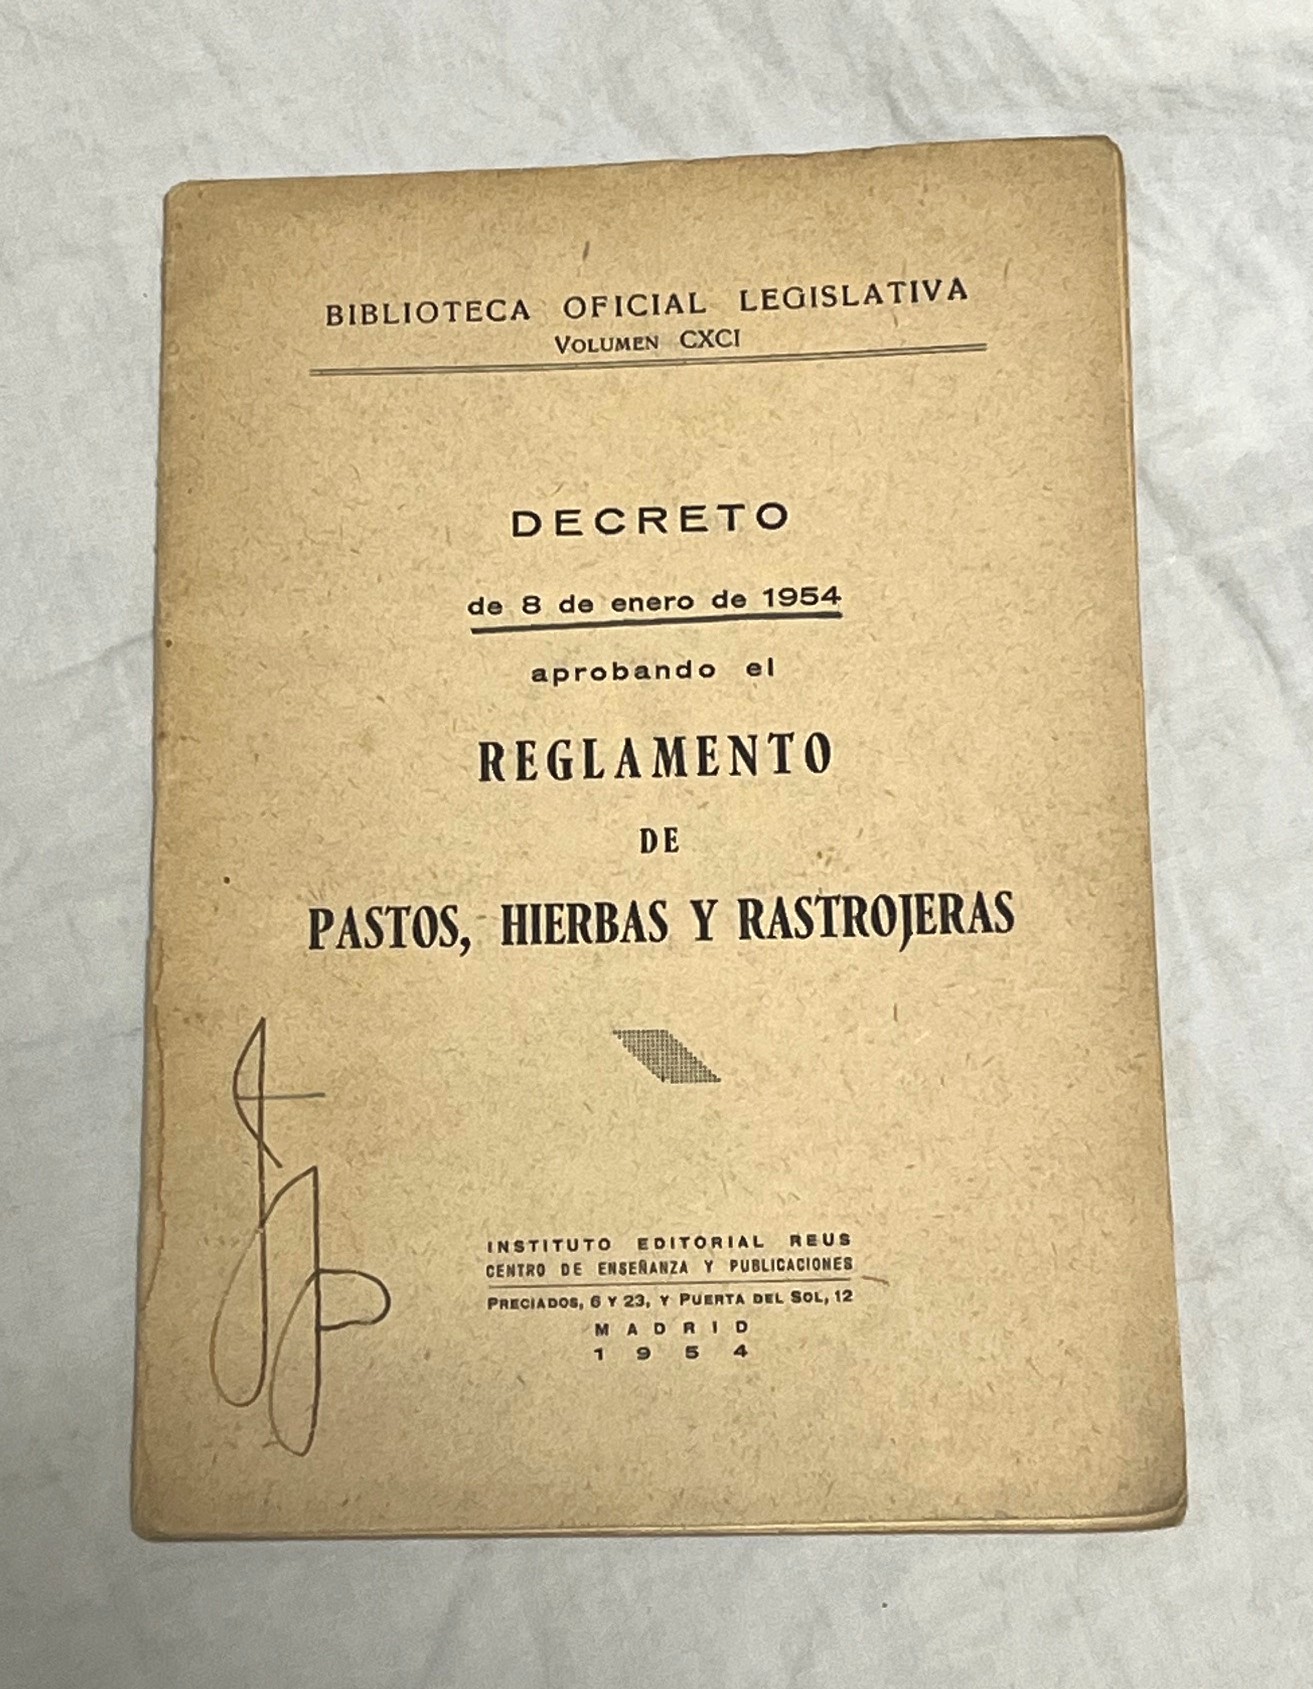 BIBLIOTECA OFICIAL LEGISLATIVA
VOLUMEN CXCI
DECRETO
de 8 de enero de 1954
aprobando el
REGLAMENTO
DE
PASTOS, HIERBAS Y RASTROJERAS
INSTITUTO EDITORIAL REUS
CENTRO DE ENSEÑANZA Y PUBLICACIONES
PRECIADOS, 6 Y 23, Y PUERTA DEL SOL, 12
MADRID
1954